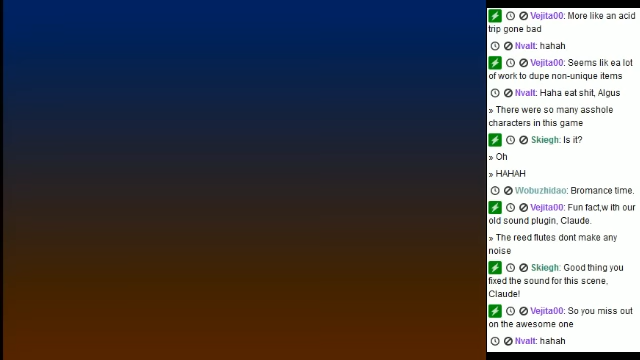 Vejita00: More like an acid
trip gone bad
Nvalt: hahah
Vejita00: Seems lik ea lot
of work to dupe non-unique items
Nvalt: Haha eat shit, Algus
» There were so many asshole
characters in this game
Skiegh: Is it?
» Oh
» HAHAH
Wobuzhidao: Bromance time.
Vejita00: Fun fact,w ith our
old sound plugin, Claude.
» The reed flutes dont make any
noise
Skiegh: Good thing you
fixed the sound for this scene,
Claude!
Vejita00: So you miss out
on the awesome one
Nvalt: hahah